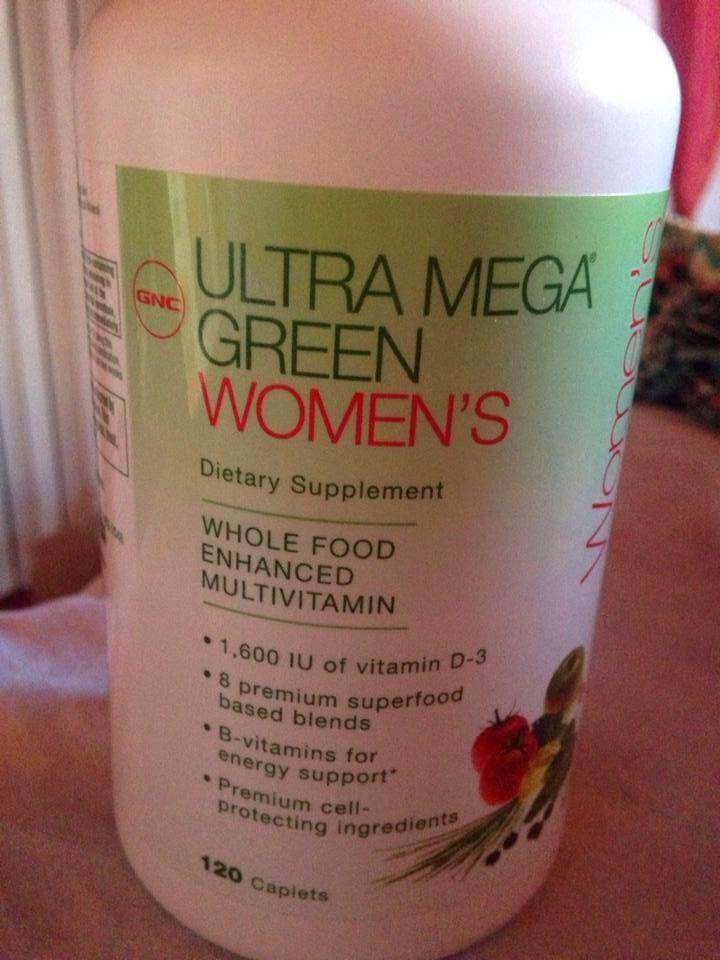 GNC
ULTRA MEGA®
GREEN
WOMEN'S
Dietary Supplement
WHOLE FOOD
ENHANCED
MULTIVITAMIN
• 1,600 IU of vitamin D-3
• 8 premium superfood
based blends
• B-vitamins for
energy support*
• Premium cell-
protecting ingredients
120 Caplets
Women's